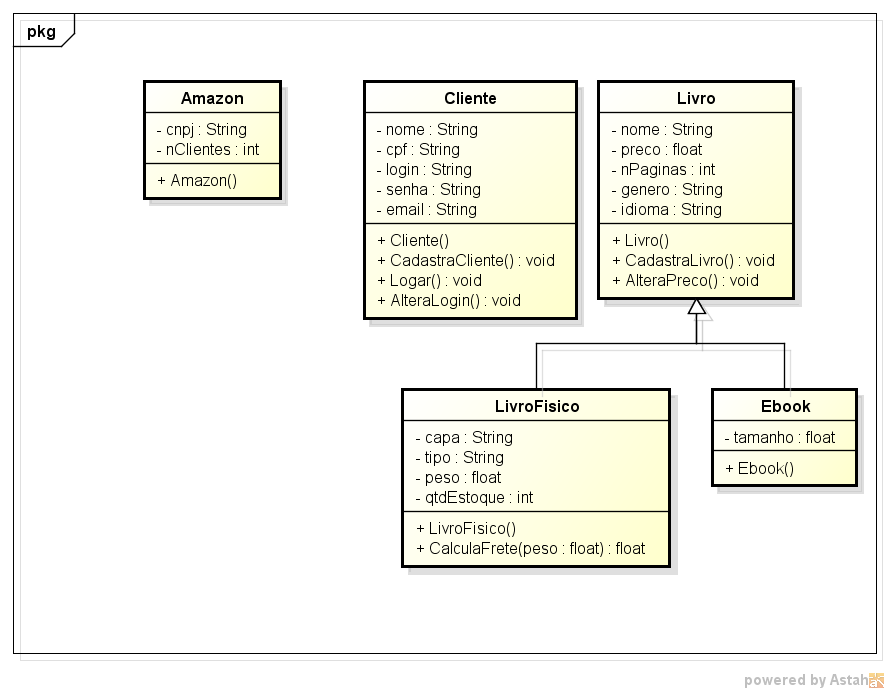 pkg
Amazon
- cnpj : String
- nClientes : int
+ Amazon()
Cliente
- nome : String
- cpf : String
- login : String
- senha : String
- email : String
+ Cliente()
+ CadastraCliente() : void
+ Logar() : void
+ AlteraLogin() : void
Livro
- nome : String
- preco : float
- nPaginas : int
- genero : String
- idioma : String
+ Livro()
+ CadastraLivro() : void
+ AlteraPreco() : void
LivroFisico
- capa : String
- tipo : String
- peso : float
- qtdEstoque : int
+ LivroFisico()
+ CalculaFrete(peso : float) : float
Ebook
- tamanho : float
+ Ebook()
powered by Astah